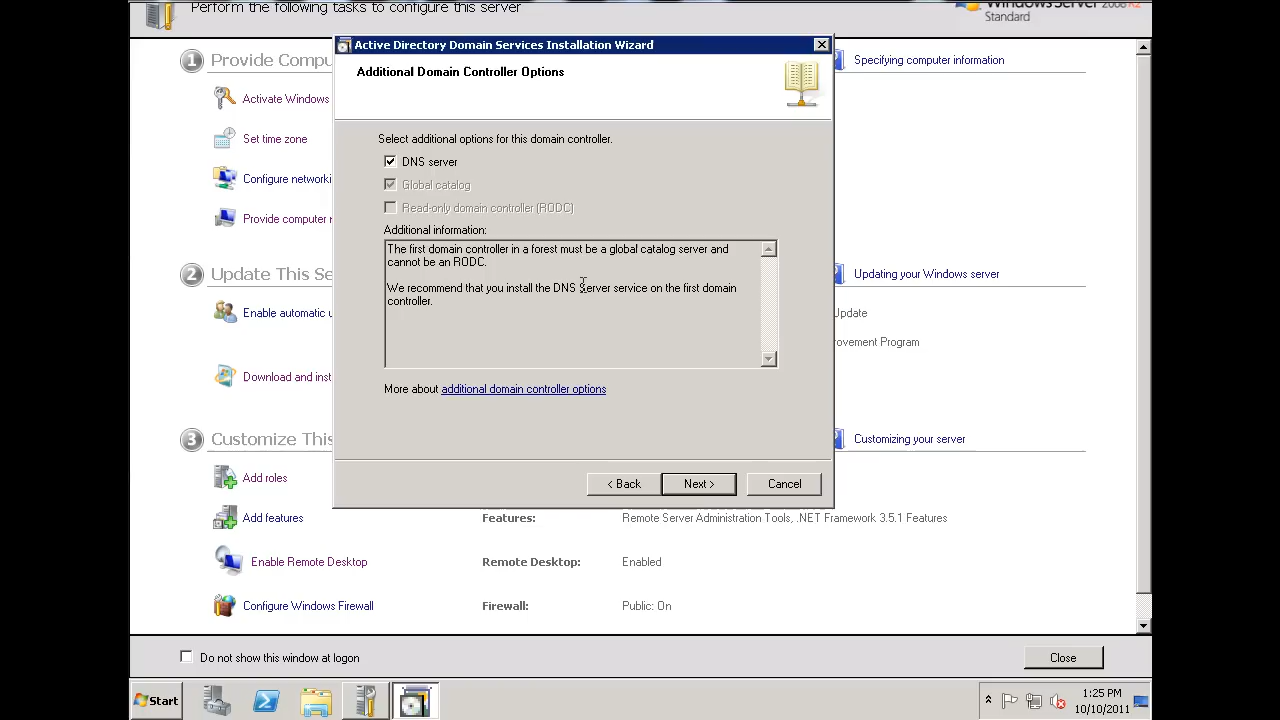 Perform the following tasks to configure this server
Windows Server 2008 R2
Standard
Active Directory Domain Services Installation Wizard
Additional Domain Controller Options
Select additional options for this domain controller.
DNS server
Global catalog
Read-only domain controller (RODC)
Additional information:
The first domain controller in a forest must be a global catalog server and
cannot be an RODC.
We recommend that you install the DNS Server service on the first domain
controller.
More about additional domain controller options
< Back
Next >
Cancel
1
Provide Compu
Specifying computer information
Activate Windows
Set time zone
Configure networki
Provide computer n
2
Update This Se
Updating your Windows server
Enable automatic u
Update
rovement Program
Download and inst
3
Customize This
Customizing your server
Add roles
Add features
Features:
Remote Server Administration Tools, .NET Framework 3.5.1 Features
Enable Remote Desktop
Remote Desktop:
Enabled
Configure Windows Firewall
Firewall:
Public: On
Do not show this window at logon
Close
Start
1:25 PM
10/10/2011